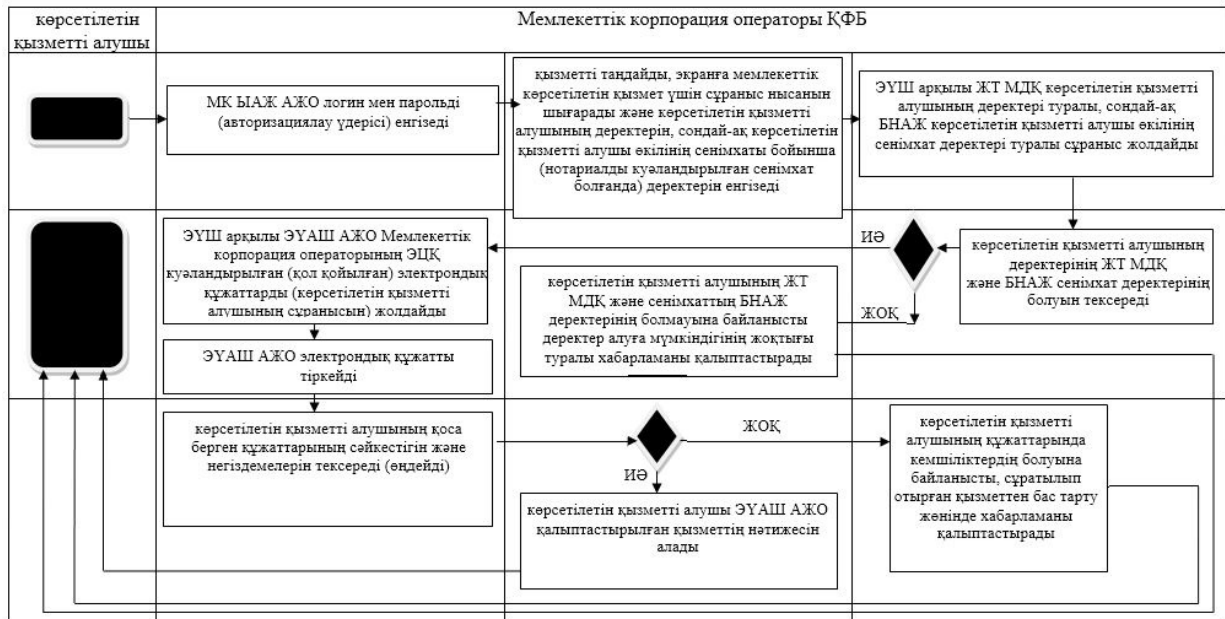 көрсетілетін
қызметті алушы
Мемлекеттік корпорация операторы ҚФБ
МК ЫАЖ АЖО логин мен парольді
(авторизациялау үдерісі) енгізеді
қызметті таңдайды, экранға мемлекеттік
көрсетілетін қызмет үшін сұраныс нысанын
шығарады және көрсетілетін қызметті
алушының деректерін, сондай-ақ көрсетілетін
қызметті алушы өкілінің сенімхаты бойынша
(нотариалды куәландырылған сенімхат
болғанда) деректерін енгізеді
ЭҮШ арқылы ЖТ МДҚ көрсетілетін қызметті
алушының деректері туралы, сондай-ақ
БНАЖ көрсетілетін қызметті алушы өкілінің
сенімхат деректері туралы сұраныс жолдайды
ЭҮШ арқылы ЭҮАШ АЖО Мемлекеттік
корпорация операторының ЭЦҚ
куәландырылған (қол қойылған) электрондық
құжаттарды (көрсетілетін қызметті
алушының сұранысын) жолдайды
ИӘ
көрсетілетін қызметті алушының
деректерінің ЖТ МДҚ
және БНАЖ сенімхат деректерінің
болуын тексереді
көрсетілетін қызметті алушының ЖТ
МДҚ және сенімхаттың БНАЖ
деректерінің болмауына байланысты
деректер алуға мүмкіндігінің жоқтығы
туралы хабарламаны қалыптастырады
ЖОҚ
ЭҮАШ АЖО электрондық құжатты
тіркейді
көрсетілетін қызметті алушының қоса
берген құжаттарының сәйкестігін және
негіздемелерін тексереді (өңдейді)
ЖОҚ
ИӘ
көрсетілетін қызметті
алушының құжаттарында
кемшіліктердің болуына
байланысты, сұратылып
отырған қызметтен бас тарту
жөнінде хабарламаны
қалыптастырады
көрсетілетін қызметті алушы ЭҮАШ АЖО
қалыптастырылған қызметтің нәтижесін
алады